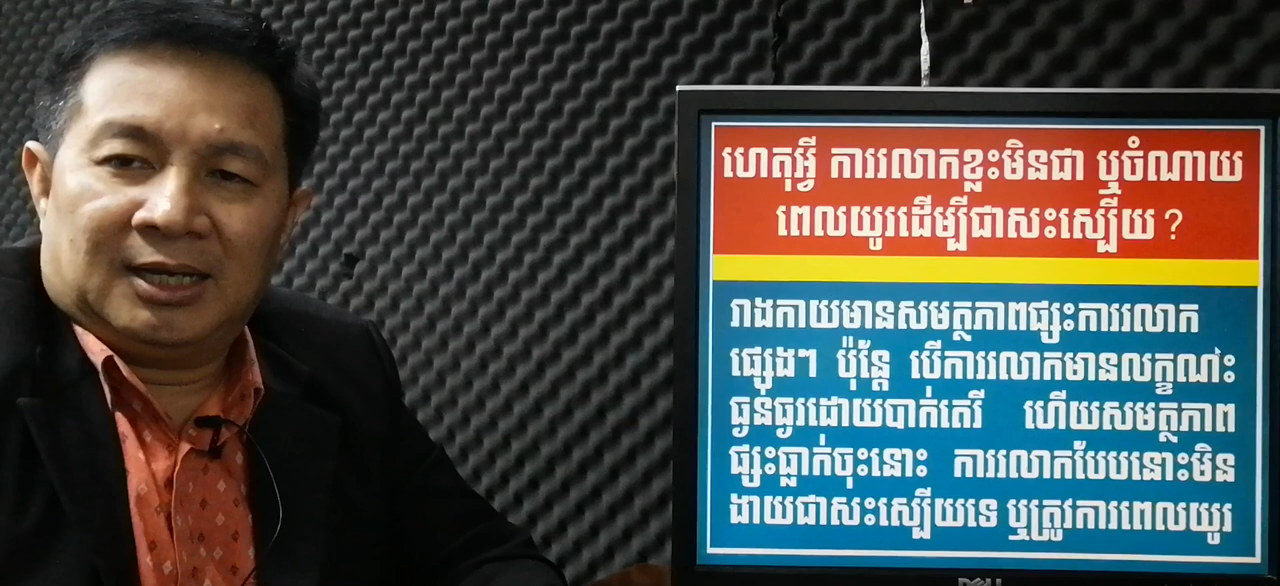 ហេតុអ្វី ការរលាកខ្លះមិនជា ឬចំណាយ
ពេលយូរដើម្បីជាសះស្បើយ ?
រាងកាយមានសមត្ថភាពផ្សះការរលាក
ផ្សេងៗ ប៉ុន្តែ បើការរលាកមានលក្ខណៈ
ធ្ងន់ធ្ងរដោយបាក់តេរី ហើយសមត្ថភាព
ផ្សះធ្លាក់ចុះនោះ ការរលាកបែបនោះមិន
ងាយជាសះស្បើយទេ ឬត្រូវការពេលយូរ